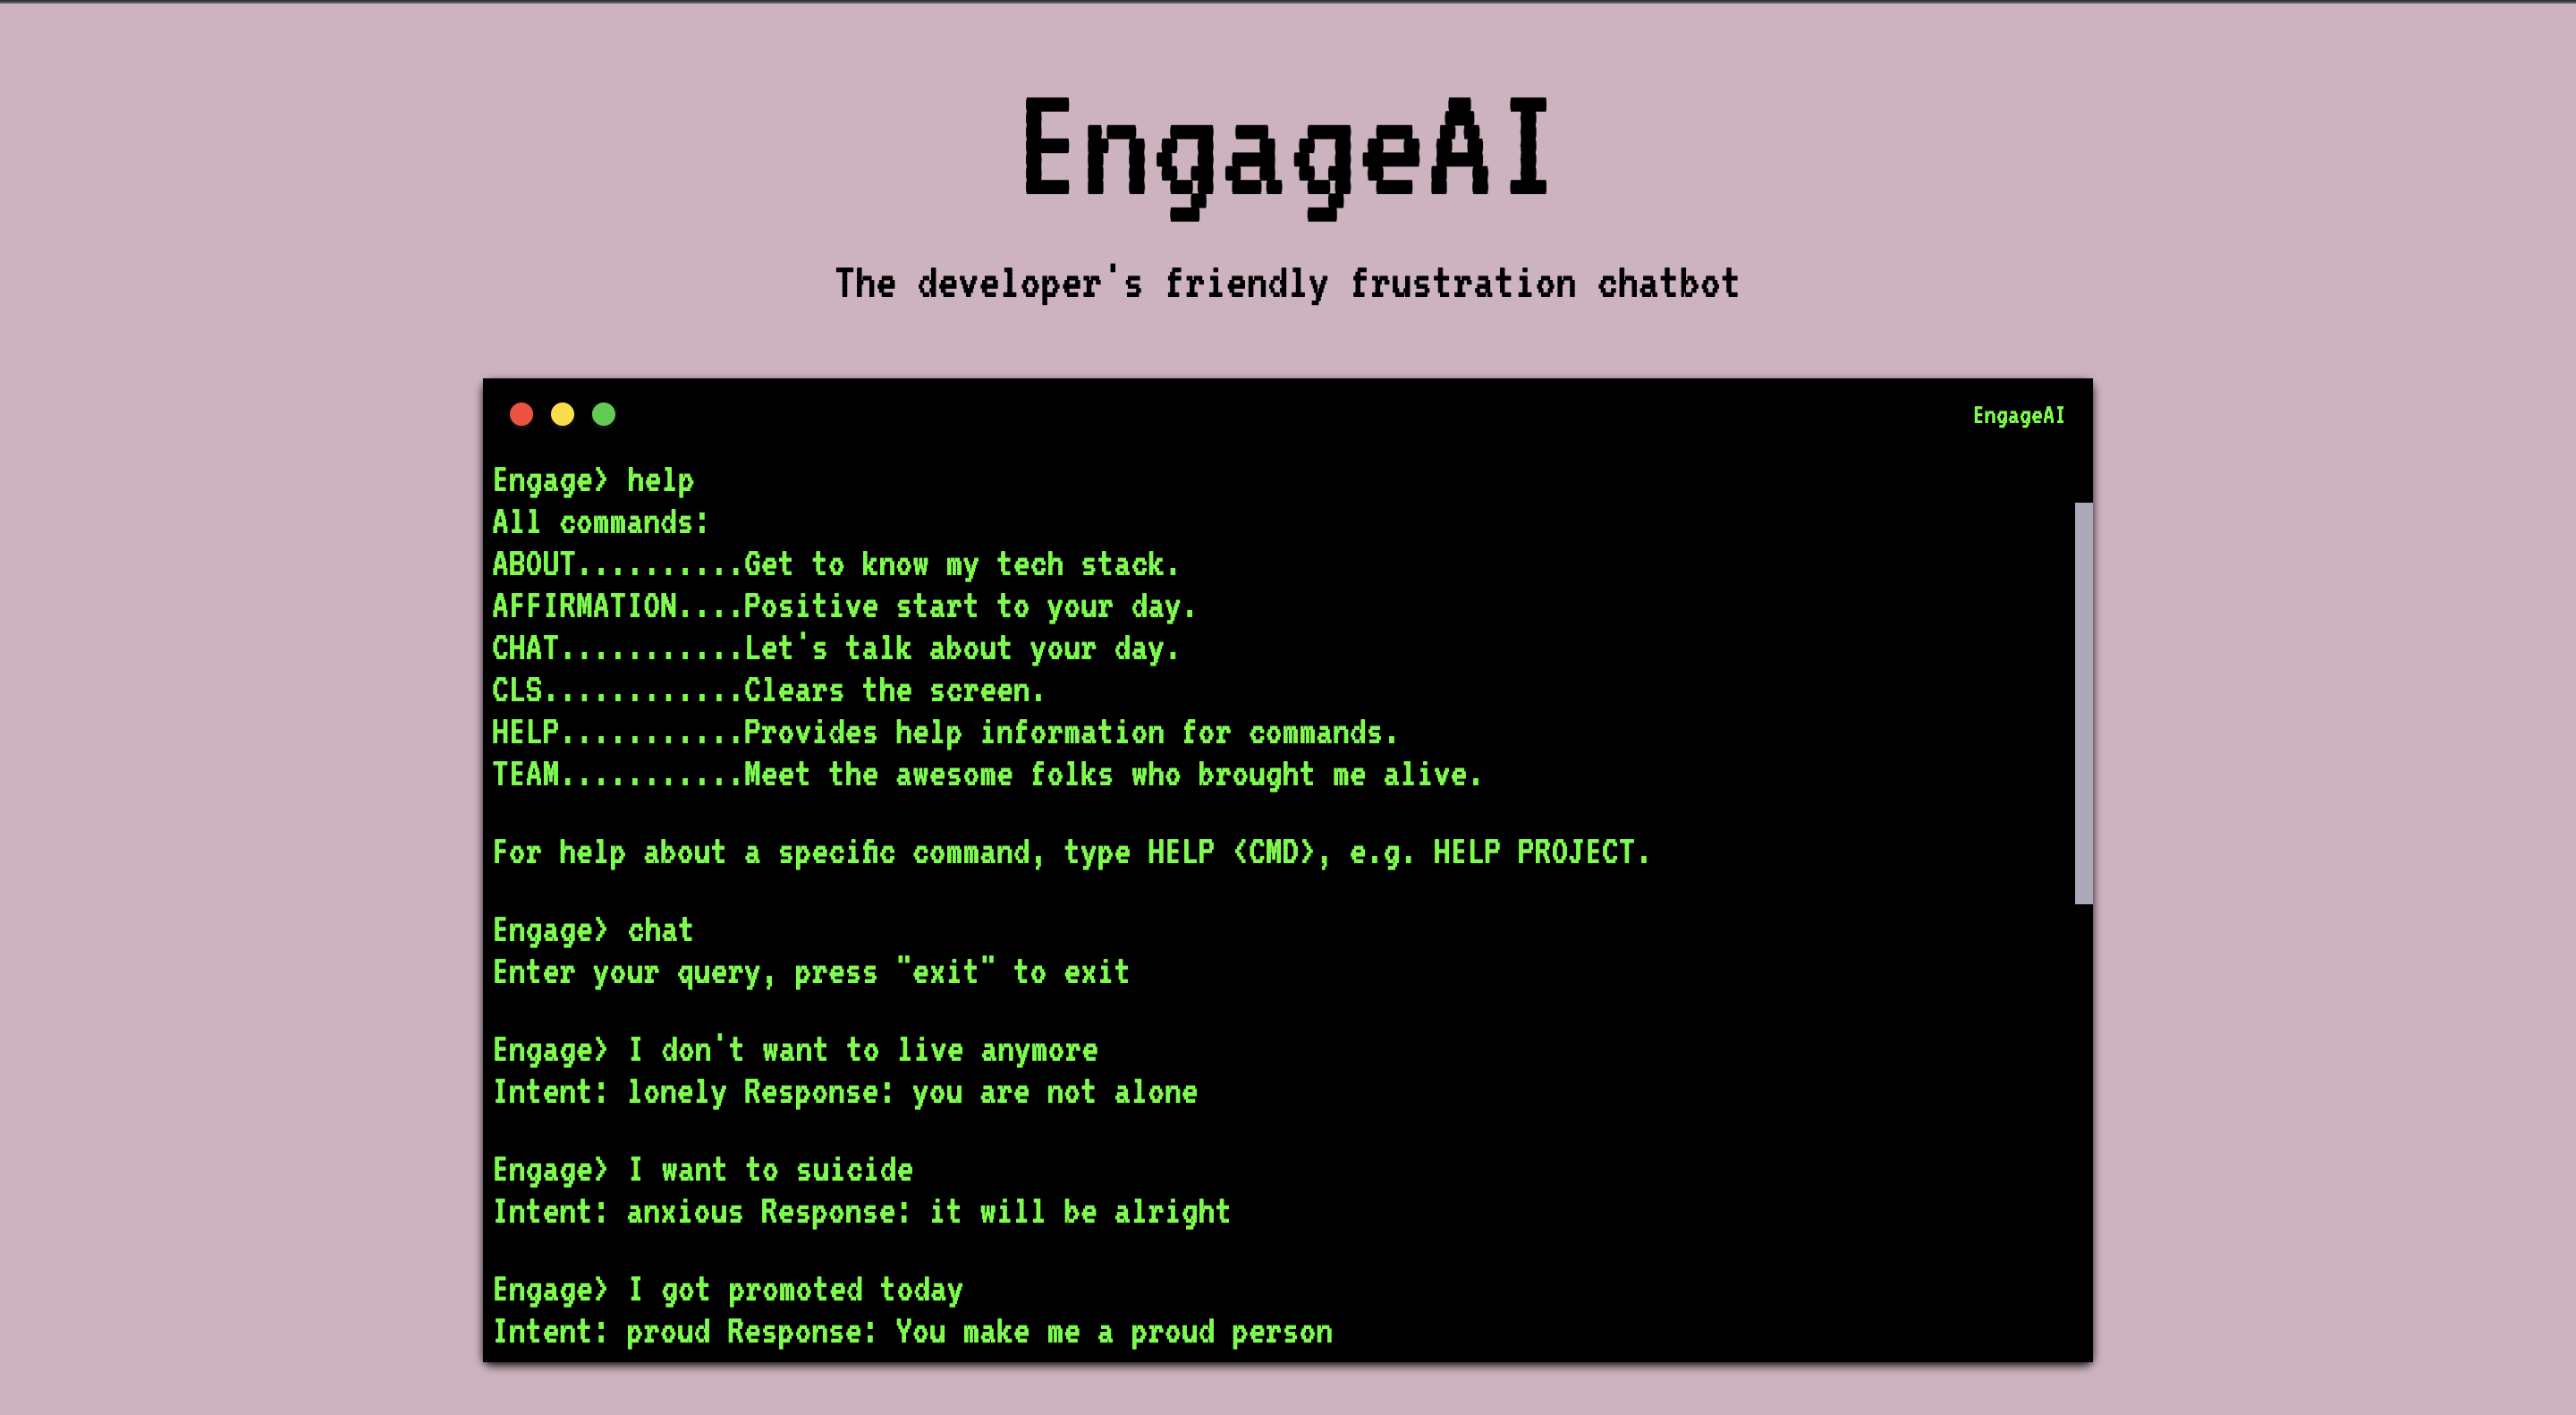 EngageAI
The developer's friendly frustration chatbot
EngageAI
Engage> help
All commands:
ABOUT..........Get to know my tech stack.
AFFIRMATION....Positive start to your day.
CHAT...........Let's talk about your day.
CLS............Clears the screen.
HELP...........Provides help information for commands.
TEAM...........Meet the awesome folks who brought me alive.
For help about a specific command, type HELP <CMD>, e.g. HELP PROJECT.
Engage> chat
Enter your query, press "exit" to exit
Engage> I don't want to live anymore
Intent: lonely Response: you are not alone
Engage> I want to suicide
Intent: anxious Response: it will be alright
Engage> I got promoted today
Intent: proud Response: You make me a proud person